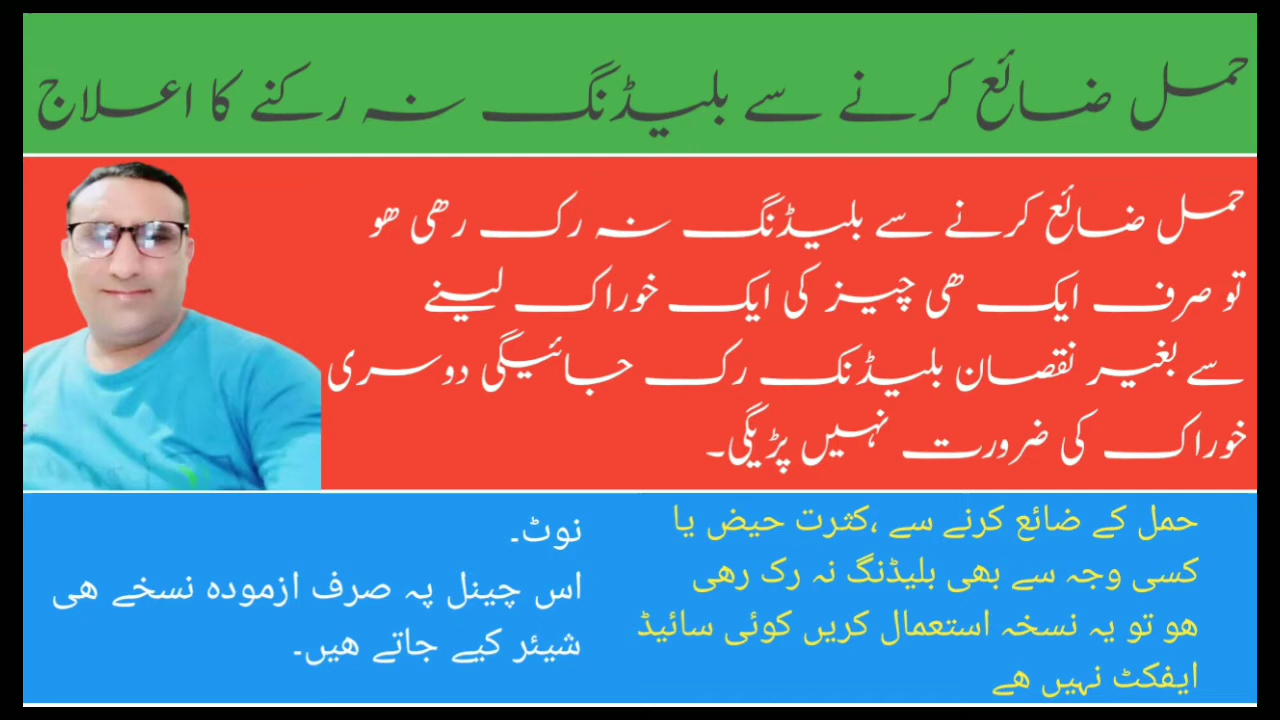 حمل ضائع کرنے سے بلیڈنگ نہ رکنے کا اعلاج
حمل ضائع کرنے سے بلیڈنگ نہ رک رھی ھو
تو صرف ایک ھی چیز کی ایک خوراک لینے
سے بغیر نقصان بلیڈنک رک جائیگی دوسری
خوراک کی ضرورت نہیں پڑیگی۔
حمل کے ضائع کرنے سے ،کثرت حیض یا
کسی وجہ سے بھی بلیڈنگ نہ رک رھی
ھو تو یہ نسخہ استعمال کریں کوئی سائیڈ
ایفکٹ نہیں ھے
نوٹ۔
اس چینل پہ صرف ازمودہ نسخے ھی
شیئر کیے جاتے ھیں۔